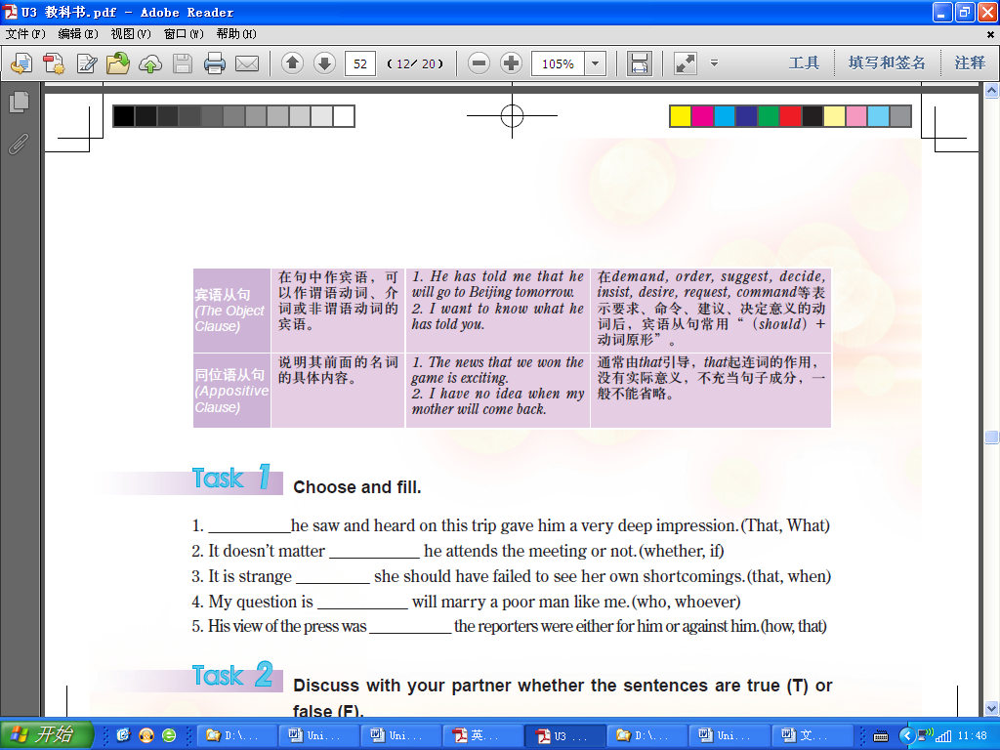 U3 教科书.pdf - Adobe Reader
文件(F) 编辑(E) 视图(V) 窗口(W) 帮助(H)
52 (12/20) 105% 工具 填写和签名 注释
宾语从句
(The Object
Clause)
在句中作宾语，可
以作谓语动词、介
词或非谓语动词的
宾语。
1. He has told me that he
will go to Beijing tomorrow.
2. I want to know what he
has told you.
在demand, order, suggest, decide,
insist, desire, request, command等表
示要求、命令、建议、决定意义的动
词后，宾语从句常用“（should）+
动词原形”。
同位语从句
(Appositive
Clause)
说明其前面的名词
的具体内容。
1. The news that we won the
game is exciting.
2. I have no idea when my
mother will come back.
通常由that引导，that起连词的作用，
没有实际意义，不充当句子成分，一
般不能省略。
Task 1 Choose and fill.
1. __________he saw and heard on this trip gave him a very deep impression.(That, What)
2. It doesn't matter ___________ he attends the meeting or not.(whether, if)
3. It is strange _________ she should have failed to see her own shortcomings.(that, when)
4. My question is ___________ will marry a poor man like me.(who, whoever)
5. His view of the press was __________ the reporters were either for him or against him.(how, that)
Task 2 Discuss with your partner whether the sentences are true (T) or
false (F).
开始 D:\... Uni... Uni... 英... U3 ... D:\... Uni... 文... 11:48